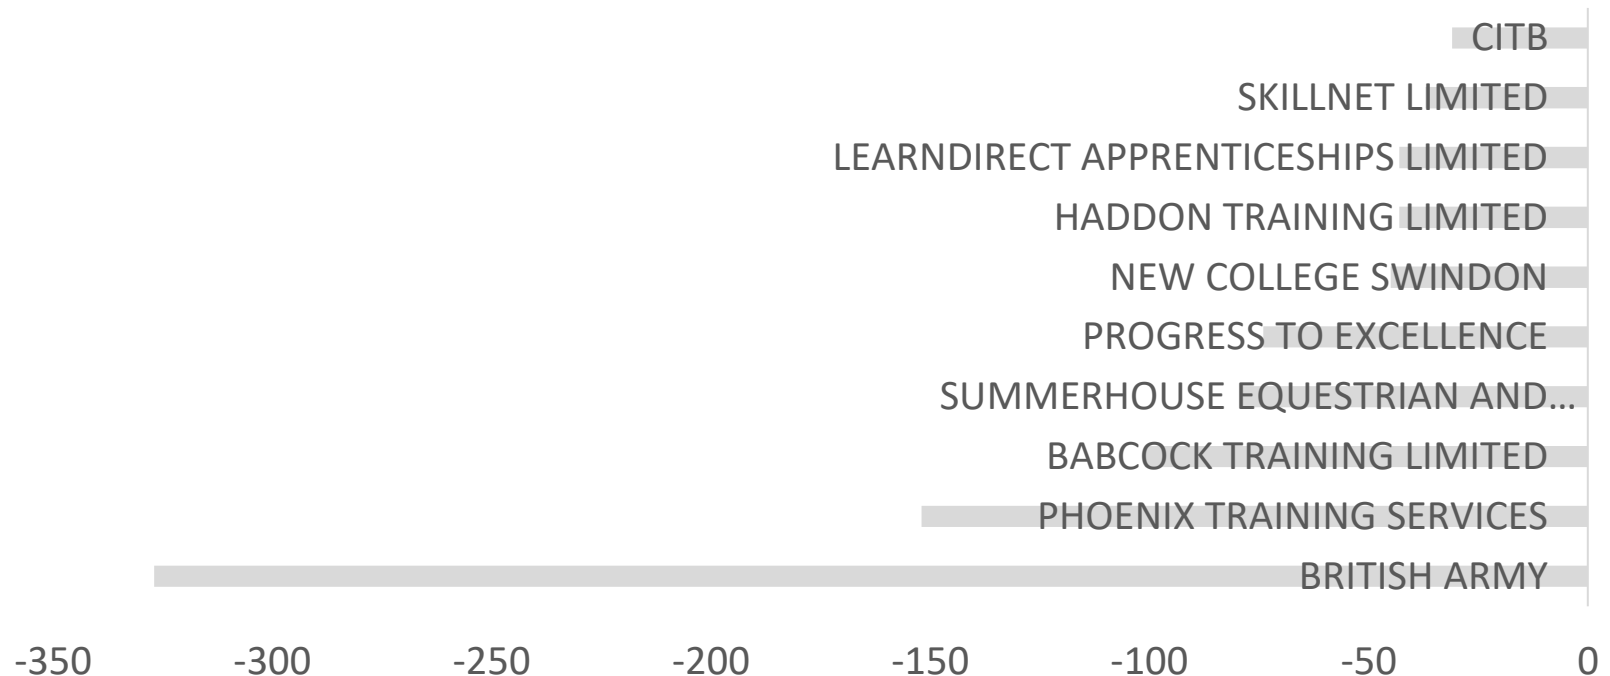 CITB
SKILLNET LIMITED
LEARNDIRECT APPRENTICESHIPS LIMITED
HADDON TRAINING LIMITED
NEW COLLEGE SWINDON
PROGRESS TO EXCELLENCE
SUMMERHOUSE EQUESTRIAN AND…
BABCOCK TRAINING LIMITED
PHOENIX TRAINING SERVICES
BRITISH ARMY
-350 -300 -250 -200 -150 -100 -50 0